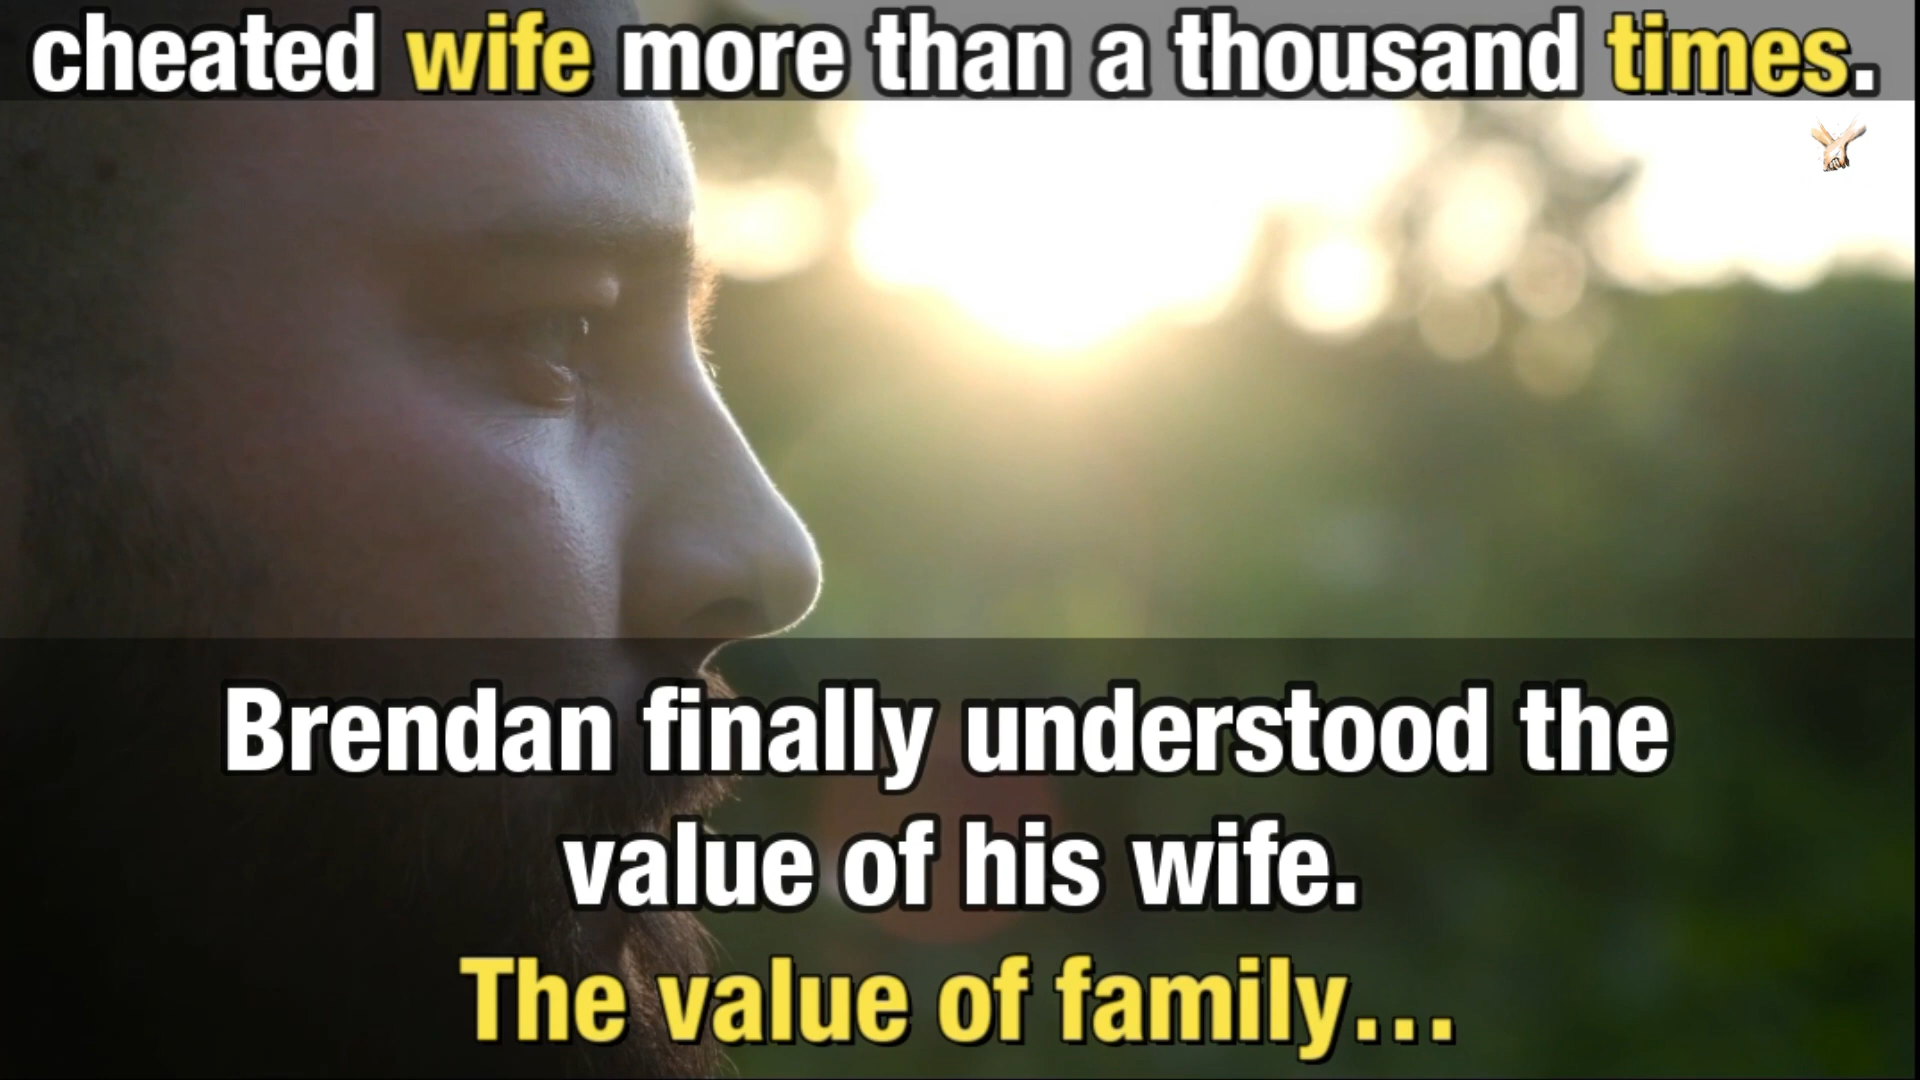 cheated wife more than a thousand times.
Brendan finally understood the
value of his wife.
The value of family...